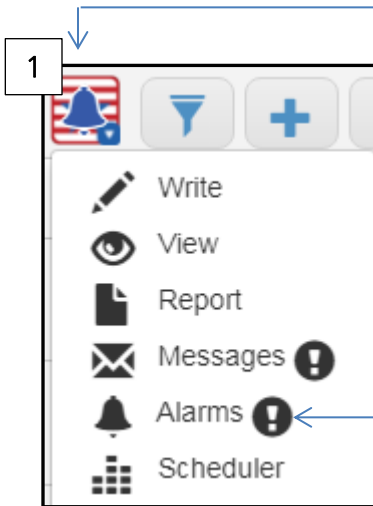 1
Write
View
Report
Messages
Alarms
Scheduler